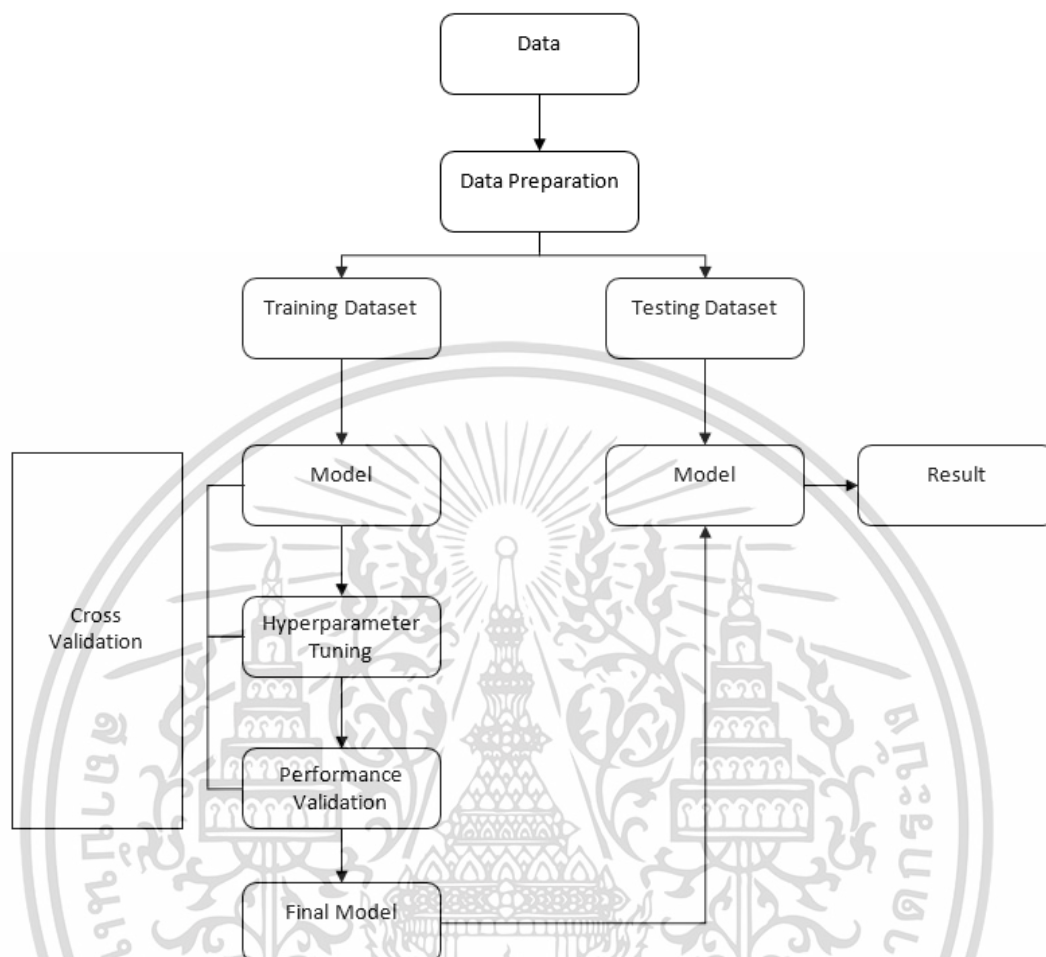 Data
Data Preparation
Training Dataset
Testing Dataset
Model
Model
Result
Cross
Validation
Hyperparameter
Tuning
Performance
Validation
Final Model